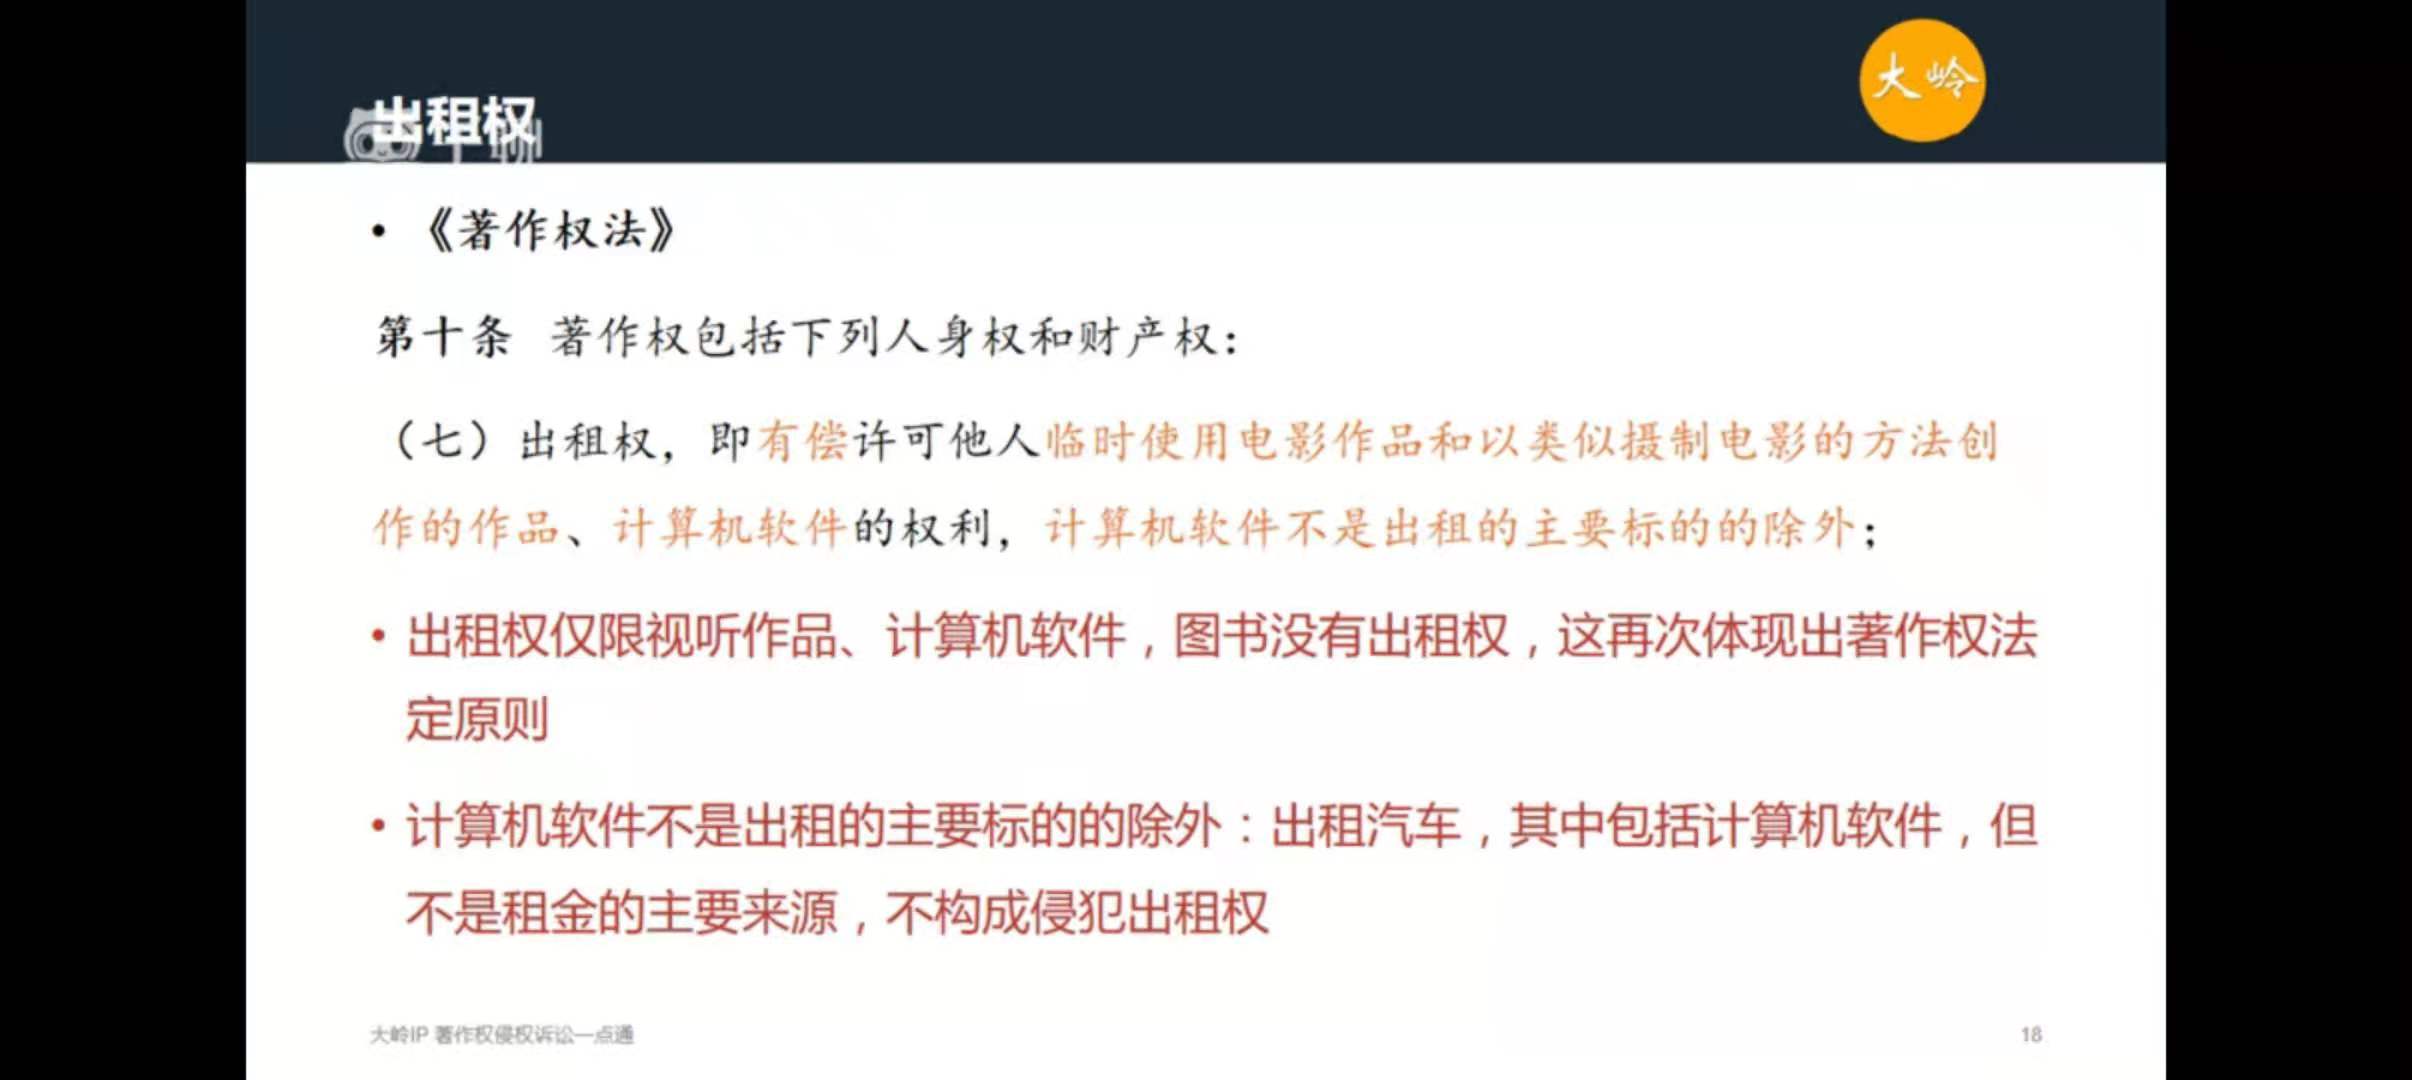 大岭
出租权
• 《著作权法》
第十条 著作权包括下列人身权和财产权：
（七）出租权，即有偿许可他人临时使用电影作品和以类似摄制电影的方法创
作的作品、计算机软件的权利，计算机软件不是出租的主要标的的除外；
• 出租权仅限视听作品、计算机软件，图书没有出租权，这再次体现出著作权法
定原则
• 计算机软件不是出租的主要标的的除外：出租汽车，其中包括计算机软件，但
不是租金的主要来源，不构成侵犯出租权
大岭IP 著作权侵权诉讼一点通
18